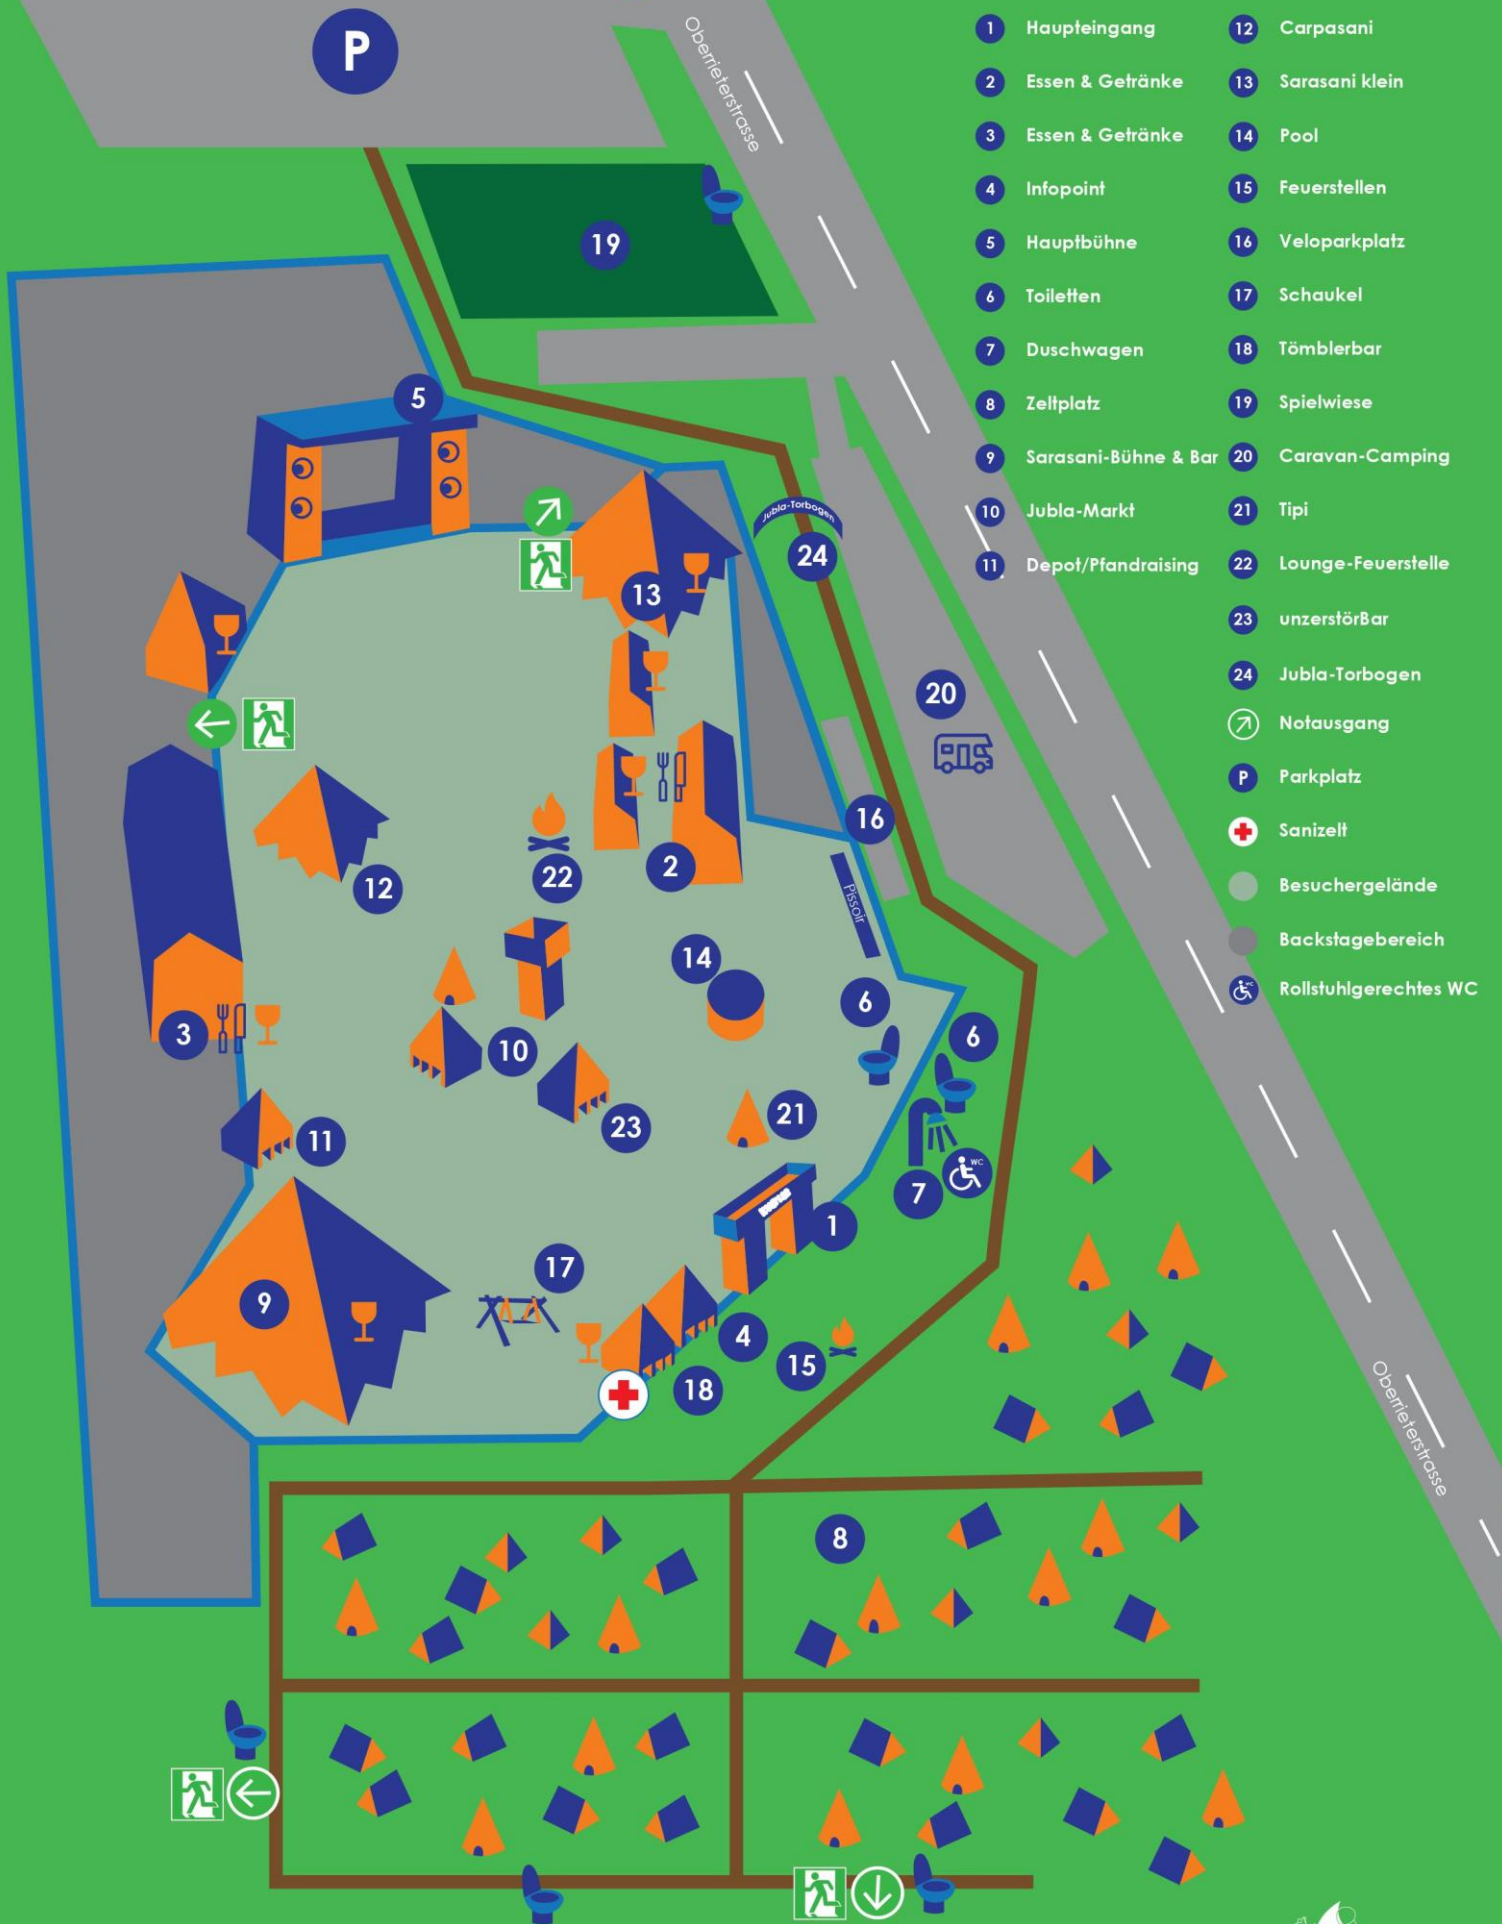 P
Oberrieterstrasse
1 Haupteingang
2 Essen & Getränke
3 Essen & Getränke
4 Infopoint
5 Hauptbühne
6 Toiletten
7 Duschwagen
8 Zeltplatz
9 Sarasani-Bühne & Bar
10 Jubla-Markt
11 Depot/Pfandraising
12 Carpasani
13 Sarasani klein
14 Pool
15 Feuerstellen
16 Veloparkplatz
17 Schaukel
18 Tömblerbar
19 Spielwiese
20 Caravan-Camping
21 Tipi
22 Lounge-Feuerstelle
23 unzerstörBar
24 Jubla-Torbogen
Notausgang
P Parkplatz
Sanizelt
Besuchergelände
Backstagebereich
WC Rollstuhlgerechtes WC
19
5
Jubla-Torbogen
24
13
20
16
2
22
12
Pissoir
14
6
3
10
6
21
23
11
WC
7
1
17
9
4
15
18
Oberrieterstrasse
8